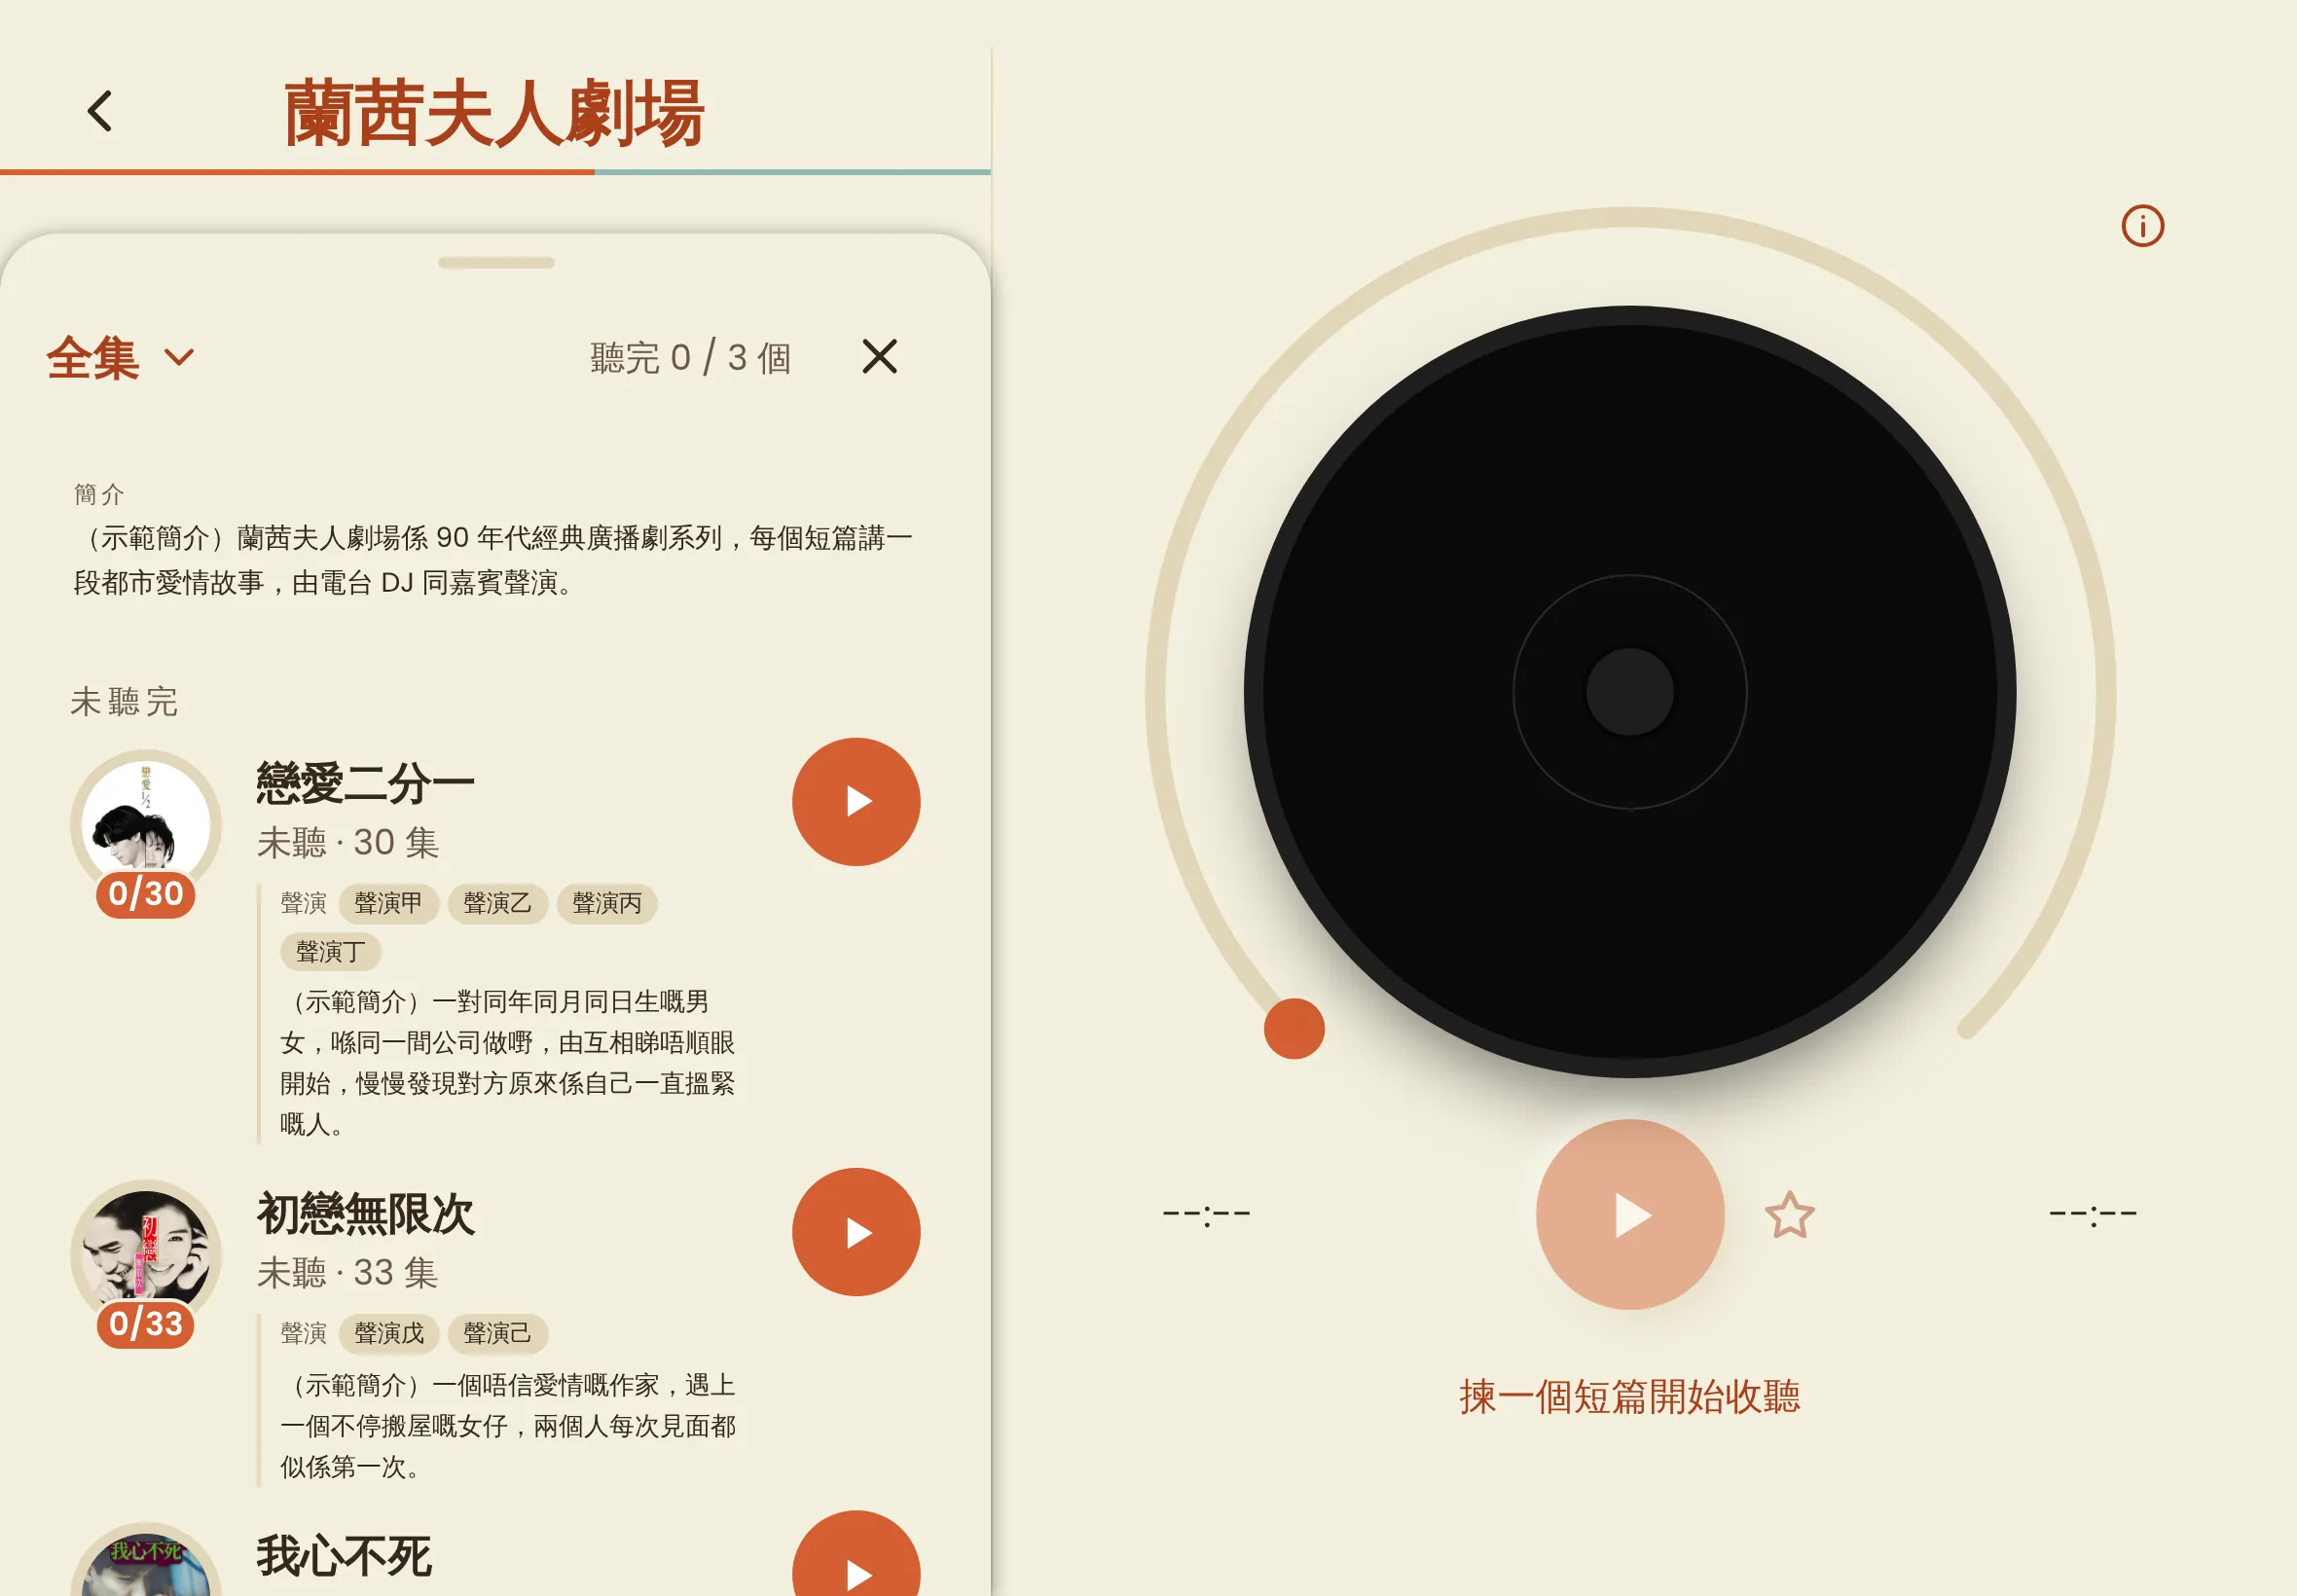 蘭茜夫人劇場
全集
聽完 0 / 3 個
簡介
（示範簡介）蘭茜夫人劇場係 90 年代經典廣播劇系列，每個短篇講一
段都市愛情故事，由電台 DJ 同嘉賓聲演。
未聽完
戀愛1/2
0/30
戀愛二分一
未聽 · 30 集
聲演 聲演甲 聲演乙 聲演丙
聲演丁
（示範簡介）一對同年同月同日生嘅男
女，喺同一間公司做嘢，由互相睇唔順眼
開始，慢慢發現對方原來係自己一直搵緊
嘅人。
初戀
0/33
初戀無限次
未聽 · 33 集
聲演 聲演戊 聲演己
（示範簡介）一個唔信愛情嘅作家，遇上
一個不停搬屋嘅女仔，兩個人每次見面都
似係第一次。
我心不死
我心不死
--:--
--:--
揀一個短篇開始收聽